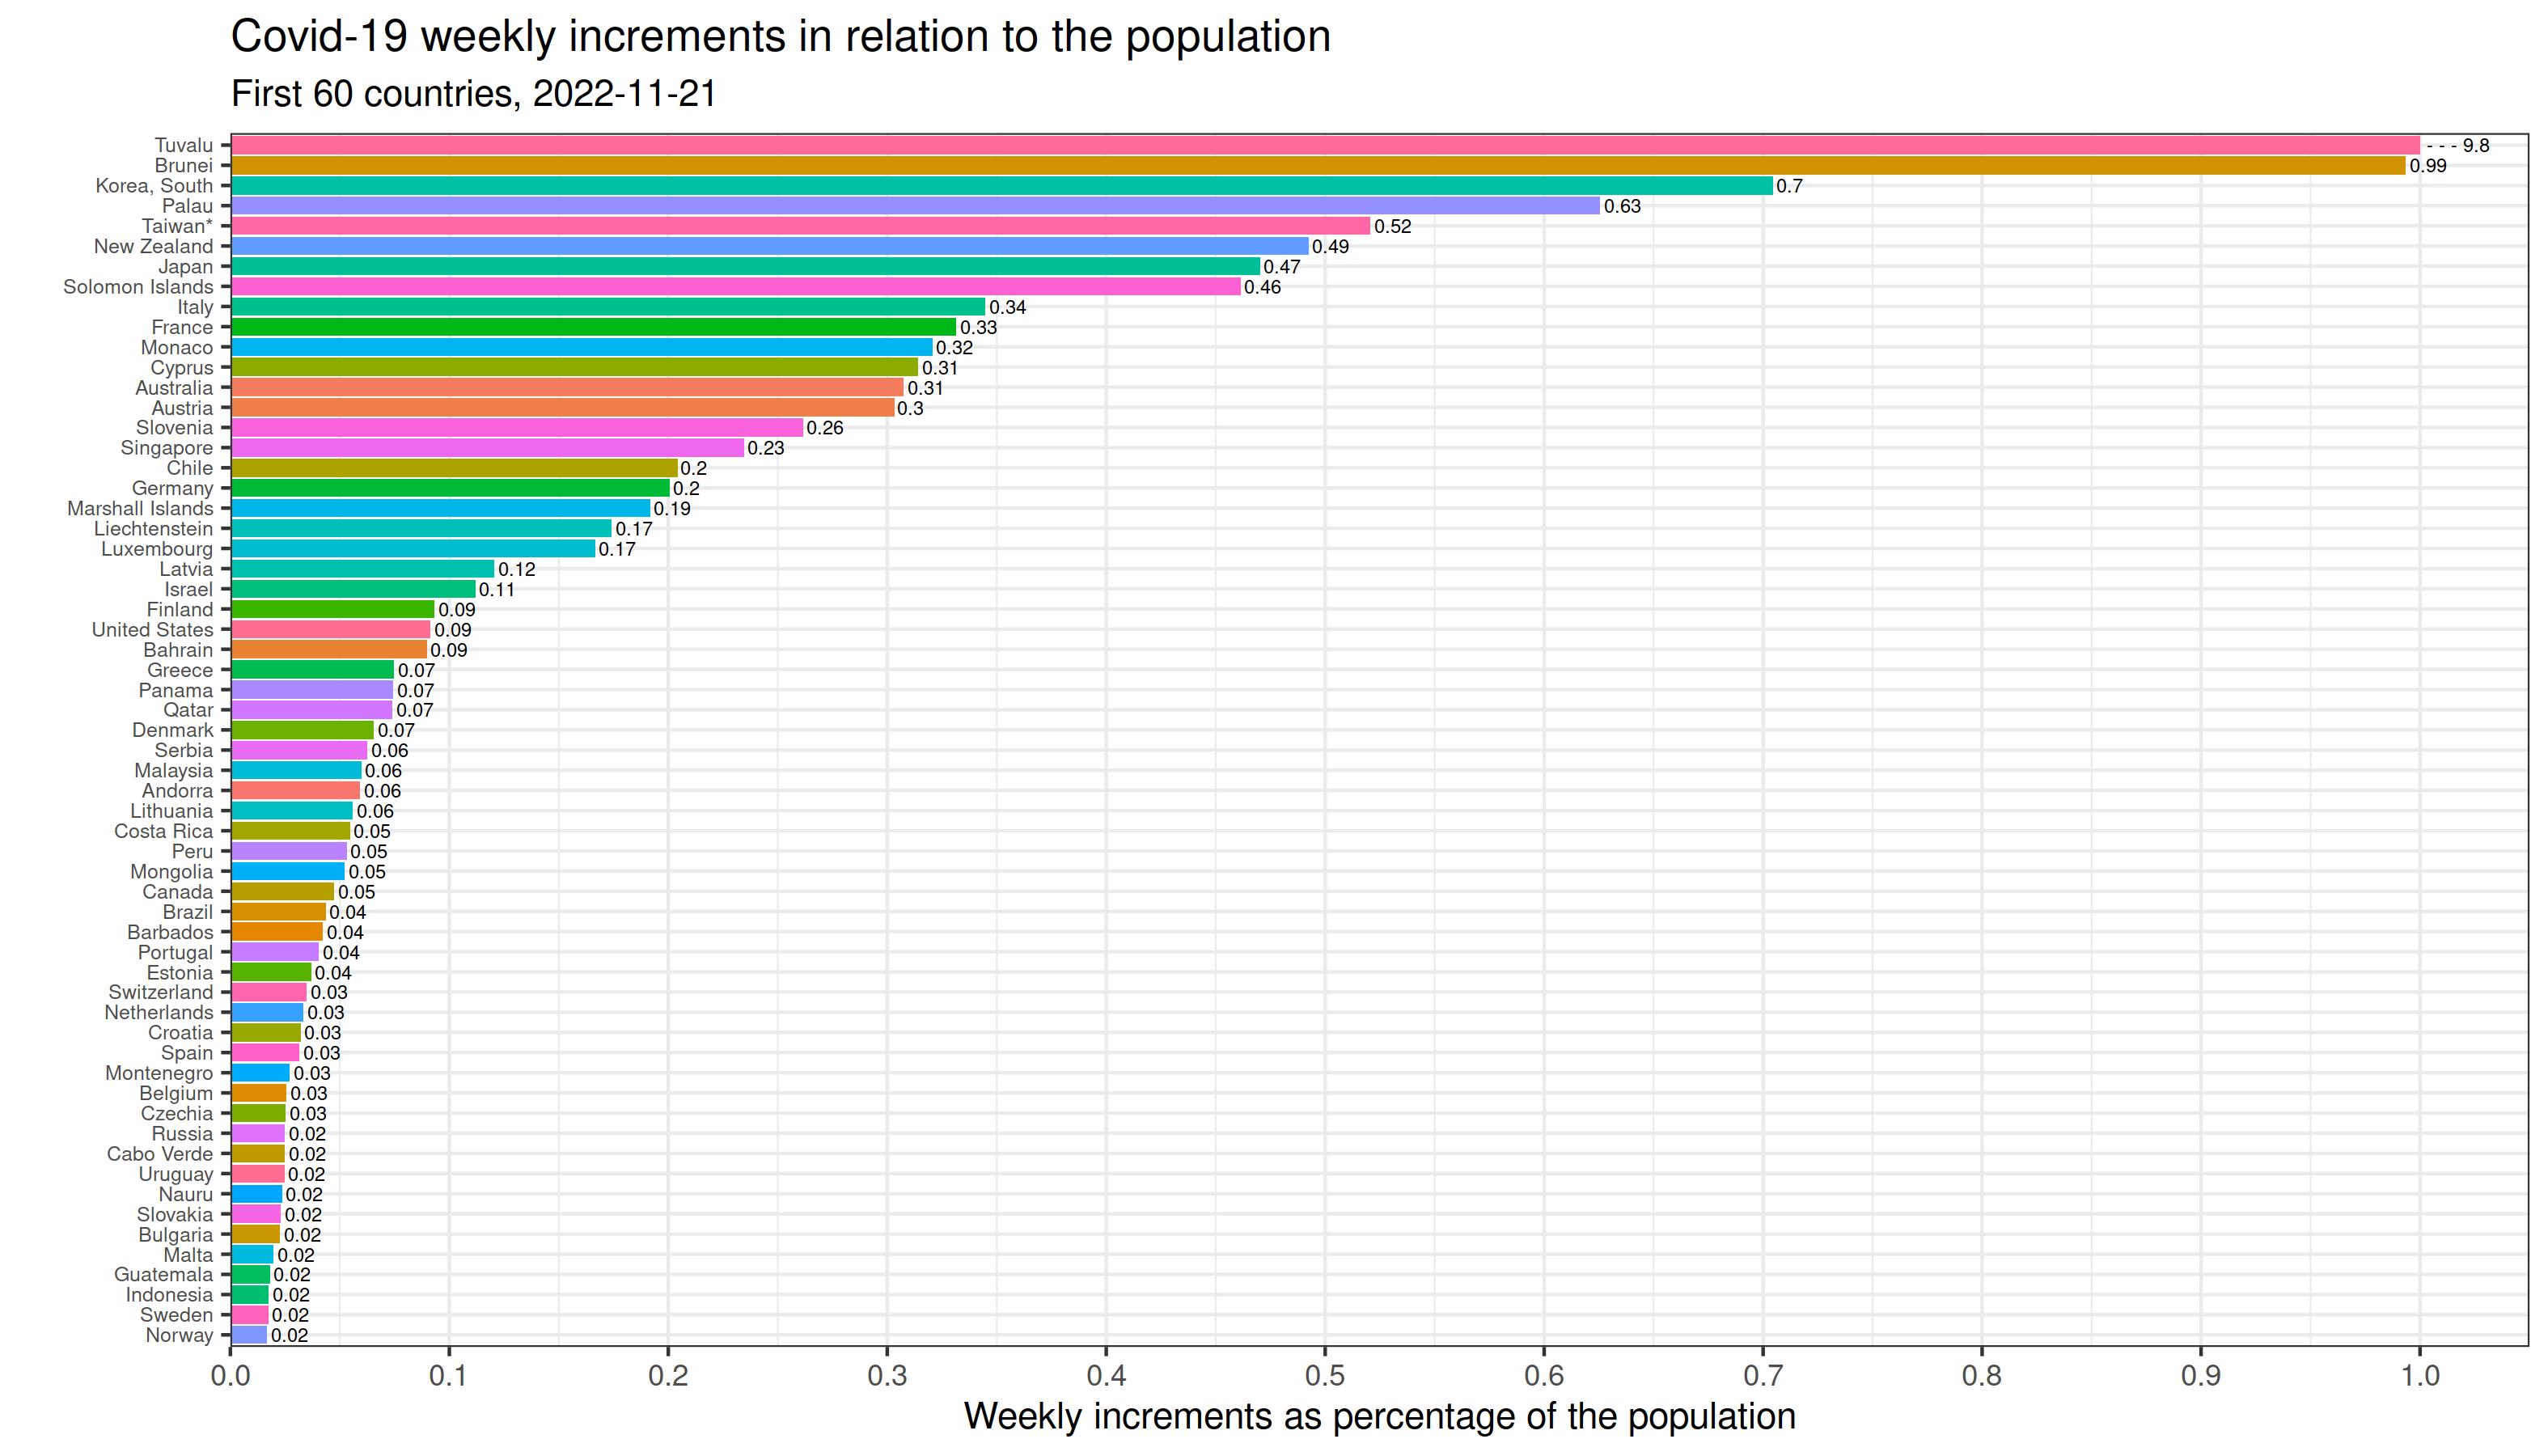 Covid-19 weekly increments in relation to the population
First 60 countries, 2022-11-21
Tuvalu - - - 9.8
Brunei 0.99
Korea, South 0.7
Palau 0.63
Taiwan* 0.52
New Zealand 0.49
Japan 0.47
Solomon Islands 0.46
Italy 0.34
France 0.33
Monaco 0.32
Cyprus 0.31
Australia 0.31
Austria 0.3
Slovenia 0.26
Singapore 0.23
Chile 0.2
Germany 0.2
Marshall Islands 0.19
Liechtenstein 0.17
Luxembourg 0.17
Latvia 0.12
Israel 0.11
Finland 0.09
United States 0.09
Bahrain 0.09
Greece 0.07
Panama 0.07
Qatar 0.07
Denmark 0.07
Serbia 0.06
Malaysia 0.06
Andorra 0.06
Lithuania 0.06
Costa Rica 0.05
Peru 0.05
Mongolia 0.05
Canada 0.05
Brazil 0.04
Barbados 0.04
Portugal 0.04
Estonia 0.04
Switzerland 0.03
Netherlands 0.03
Croatia 0.03
Spain 0.03
Montenegro 0.03
Belgium 0.03
Czechia 0.03
Russia 0.02
Cabo Verde 0.02
Uruguay 0.02
Nauru 0.02
Slovakia 0.02
Bulgaria 0.02
Malta 0.02
Guatemala 0.02
Indonesia 0.02
Sweden 0.02
Norway 0.02
0.0 0.1 0.2 0.3 0.4 0.5 0.6 0.7 0.8 0.9 1.0
Weekly increments as percentage of the population